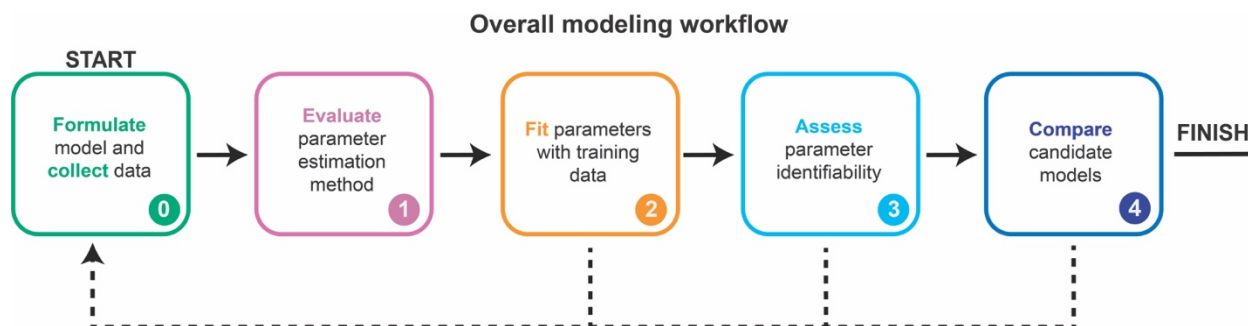 Overall modeling workflow
START
Formulate
model and
collect data
0
Evaluate
parameter
estimation
method
1
Fit parameters
with training
data
2
Assess
parameter
identifiability
3
Compare
candidate
models
4
FINISH